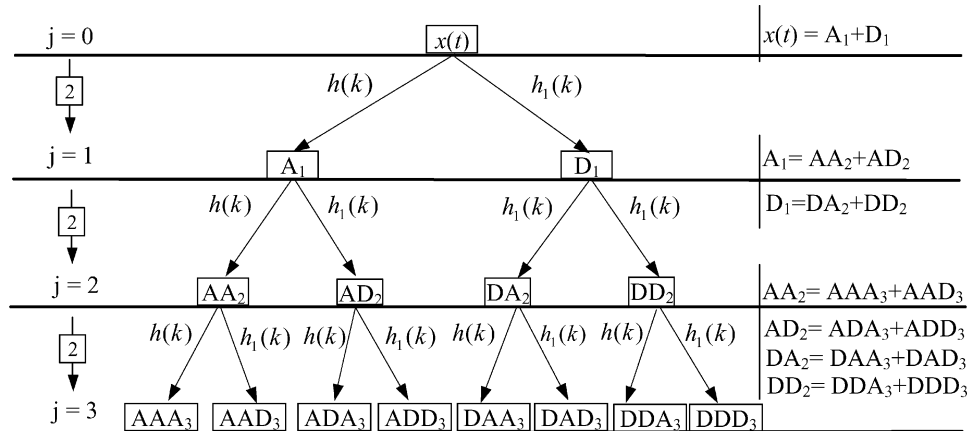 j = 0 x(t) x(t) = A₁+D₁
2 h(k) h₁(k)
j = 1 A₁ D₁ A₁= AA₂+AD₂
2 h(k) h₁(k) h₁(k) h₁(k) D₁=DA₂+DD₂
j = 2 AA₂ AD₂ DA₂ DD₂ AA₂= AAA₃+AAD₃
2 h(k) h₁(k) h(k) h₁(k) h(k) h₁(k) h(k) h₁(k) AD₂= ADA₃+ADD₃
DA₂= DAA₃+DAD₃
DD₂= DDA₃+DDD₃
j = 3 AAA₃ AAD₃ ADA₃ ADD₃ DAA₃ DAD₃ DDA₃ DDD₃